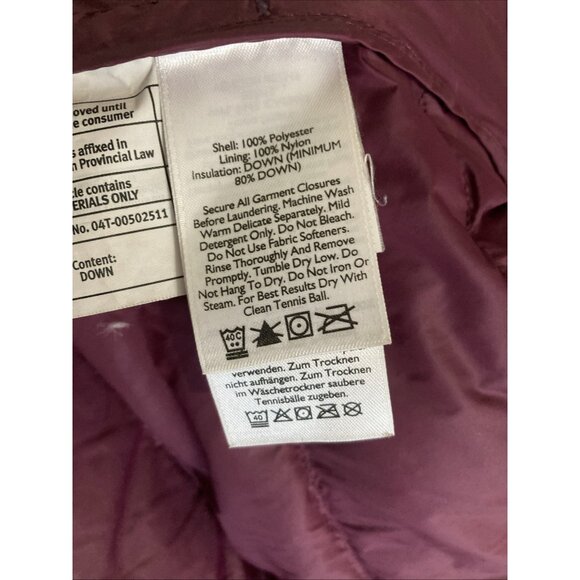 oved until
e consumer
s affixed in
n Provincial Law
cle contains
ERIALS ONLY
No. 04T-00502511
Content:
DOWN
Shell: 100% Polyester
Lining: 100% Nylon
Insulation: DOWN (MINIMUM
80% DOWN)
Secure All Garment Closures
Before Laundering. Machine Wash
Warm Delicate Separately, Mild
Detergent Only. Do Not Bleach.
Do Not Use Fabric Softeners.
Rinse Thoroughly And Remove
Promptly. Tumble Dry Low. Do
Not Hang To Dry. Do Not Iron Or
Steam. For Best Results Dry With
Clean Tennis Ball.
40C
verwenden. Zum Trocknen
nicht aufhängen. Zum Trocknen
im Wäschetrockner saubere
Tennisbälle zugeben.
40